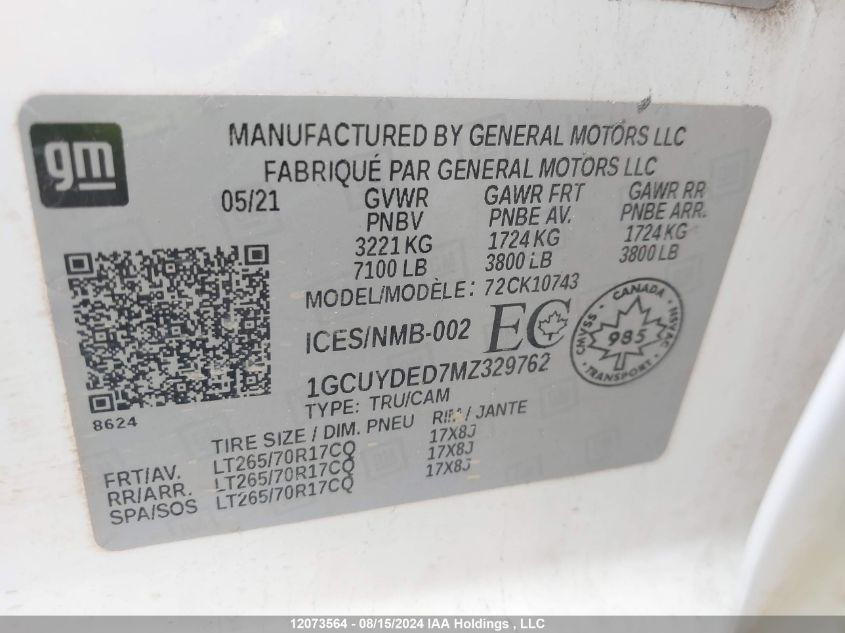 gm
MANUFACTURED BY GENERAL MOTORS LLC
FABRIQUÉ PAR GENERAL MOTORS LLC
05/21 GVWR GAWR FRT GAWR RR
PNBV PNBE AV. PNBE ARR.
3221 KG 1724 KG 1724 KG
7100 LB 3800 LB 3800 LB
MODEL/MODÈLE: 72CK10743
ICES/NMB-002 EC
CANADA CMVSS 985 NSVAC TRANSPORT
1GCUYDED7MZ329762
TYPE: TRU/CAM
8624
TIRE SIZE / DIM. PNEU RIM / JANTE
FRT/AV. LT265/70R17CQ 17X8J
RR/ARR. LT265/70R17CQ 17X8J
SPA/SOS LT265/70R17CQ 17X8J
12073564 - 08/15/2024 IAA Holdings , LLC